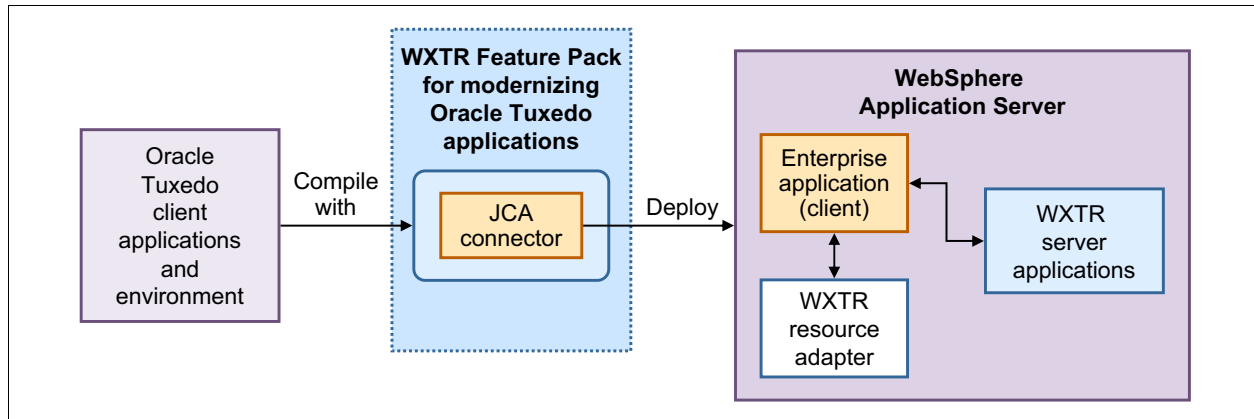 Oracle
Tuxedo
client
applications
and
environment
Compile
with
WXTR Feature Pack
for modernizing
Oracle Tuxedo
applications
JCA
connector
Deploy
WebSphere
Application Server
Enterprise
application
(client)
WXTR
resource
adapter
WXTR
server
applications